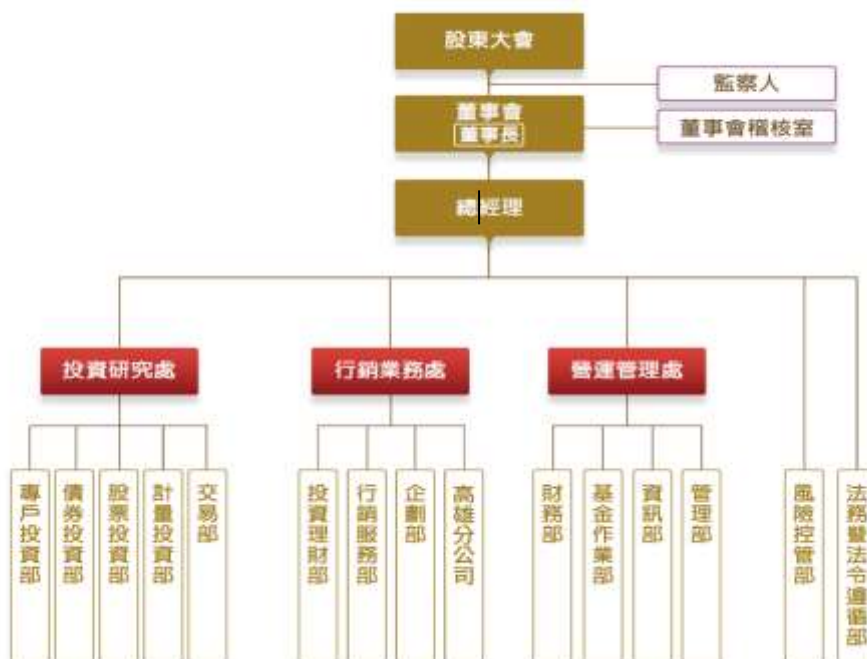 股東大會
監察人
董事會
董事長
董事會稽核室
總經理
投資研究處
行銷業務處
營運管理處
專戶投資部
債券投資部
股票投資部
計量投資部
交易部
投資理財部
行銷服務部
企劃部
高雄分公司
財務部
基金作業部
資訊部
管理部
風險控管部
法務暨法令遵循部